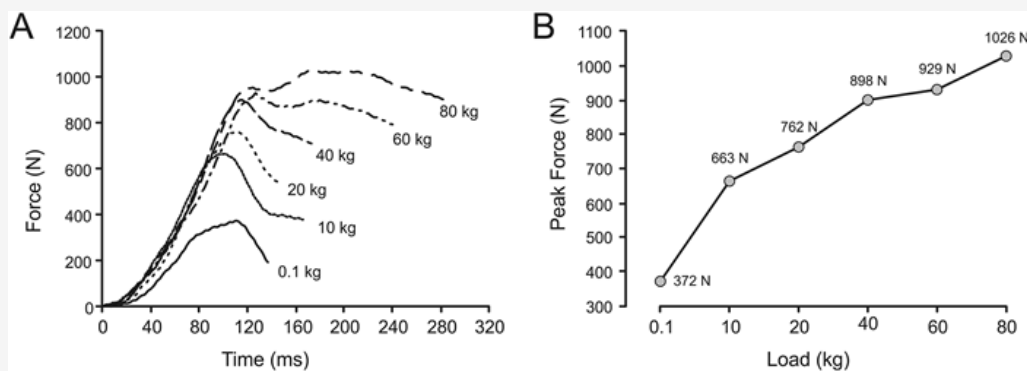 A
Force (N)
1200
1000
800
600
400
200
0
0 40 80 120 160 200 240 280 320
Time (ms)
80 kg
60 kg
40 kg
20 kg
10 kg
0.1 kg
B
Peak Force (N)
1100
1000
900
800
700
600
500
400
300
0.1 10 20 40 60 80
Load (kg)
372 N
663 N
762 N
898 N
929 N
1026 N